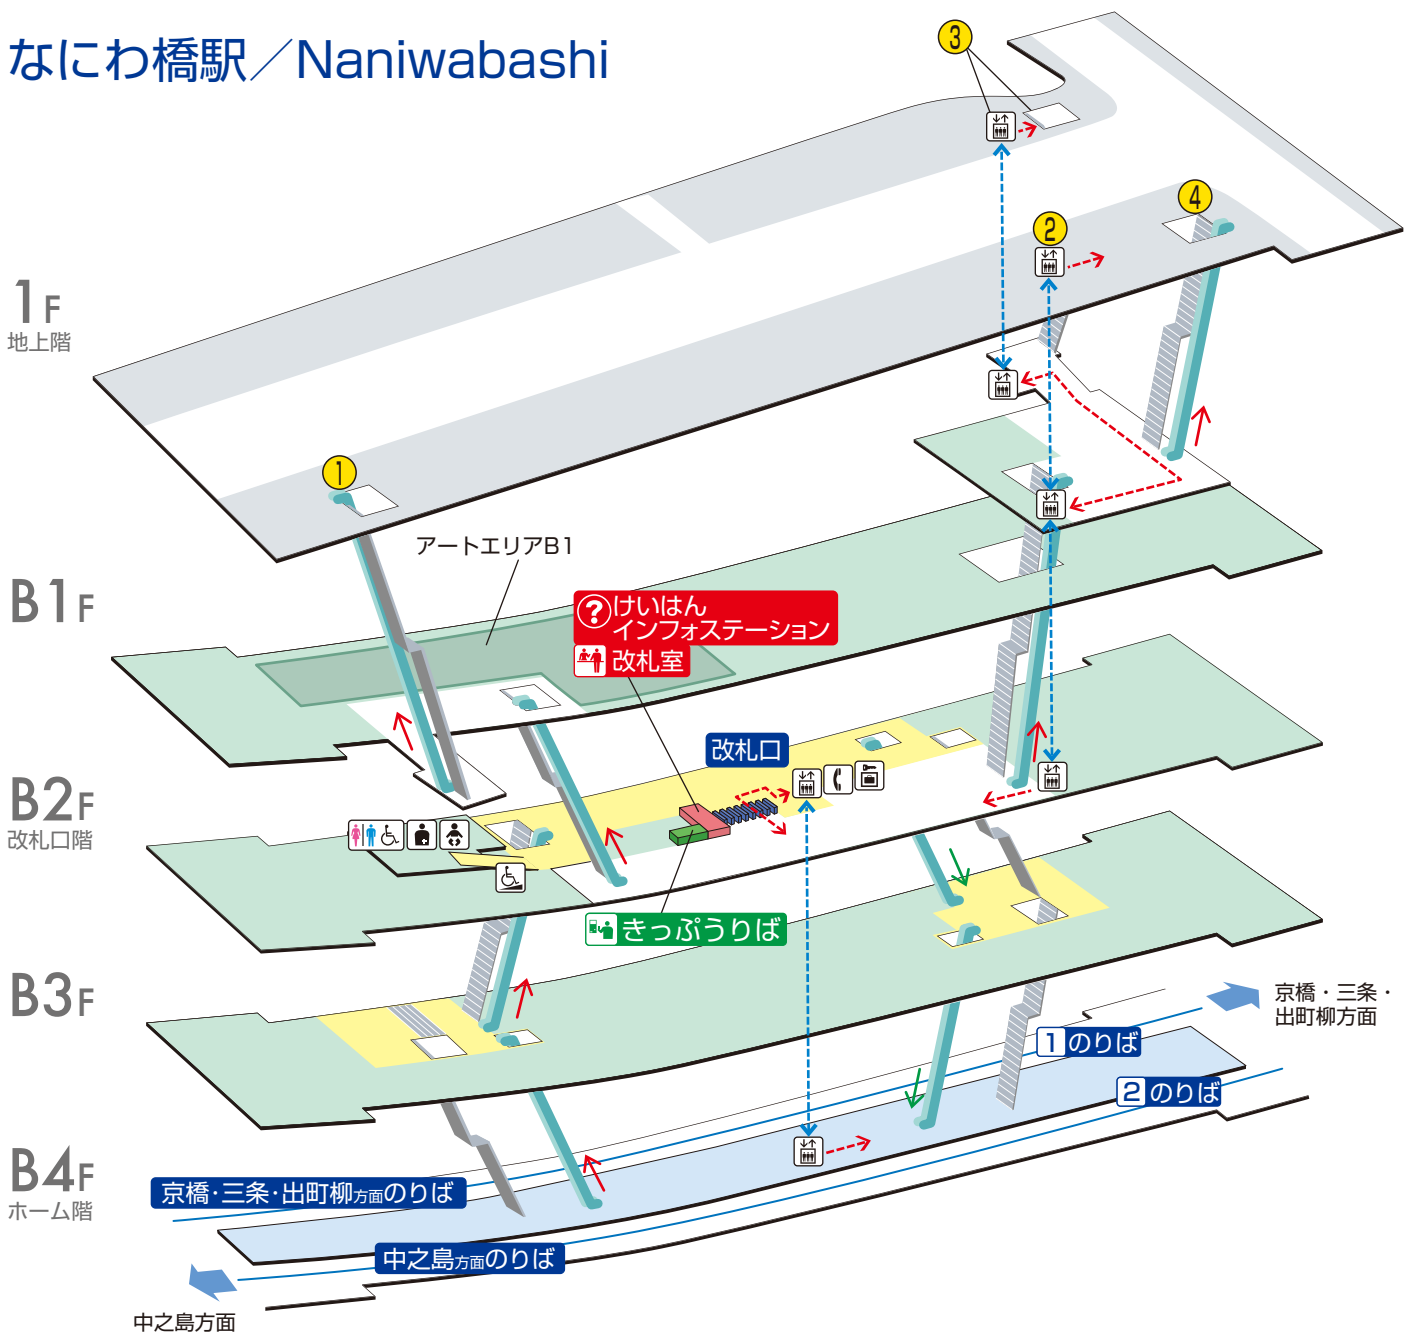 なにわ橋駅／Naniwabashi
3
4
2
1F
地上階
1
アートエリアB1
B1F
?けいはん
インフォステーション
改札室
改札口
B2F
改札口階
きっぷうりば
B3F
京橋・三条・
出町柳方面
1のりば
2のりば
B4F
ホーム階
京橋・三条・出町柳方面のりば
中之島方面のりば
中之島方面